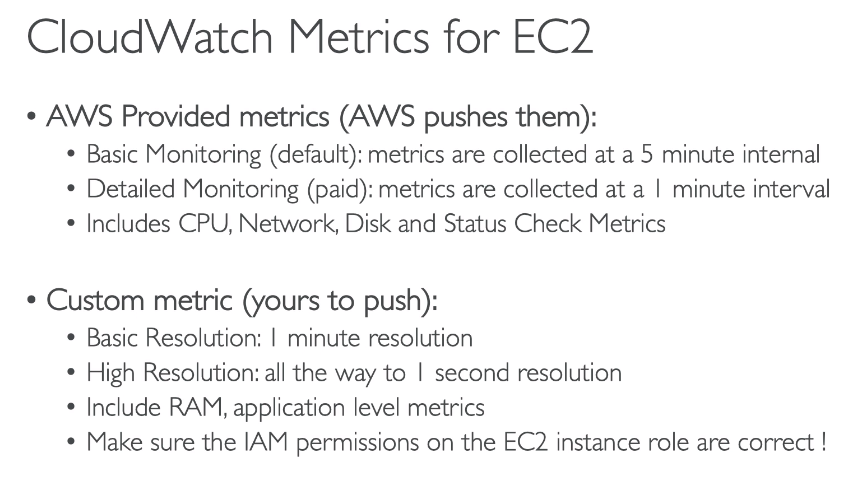 CloudWatch Metrics for EC2
• AWS Provided metrics (AWS pushes them):
• Basic Monitoring (default): metrics are collected at a 5 minute internal
• Detailed Monitoring (paid): metrics are collected at a 1 minute interval
• Includes CPU, Network, Disk and Status Check Metrics
• Custom metric (yours to push):
• Basic Resolution: 1 minute resolution
• High Resolution: all the way to 1 second resolution
• Include RAM, application level metrics
• Make sure the IAM permissions on the EC2 instance role are correct !